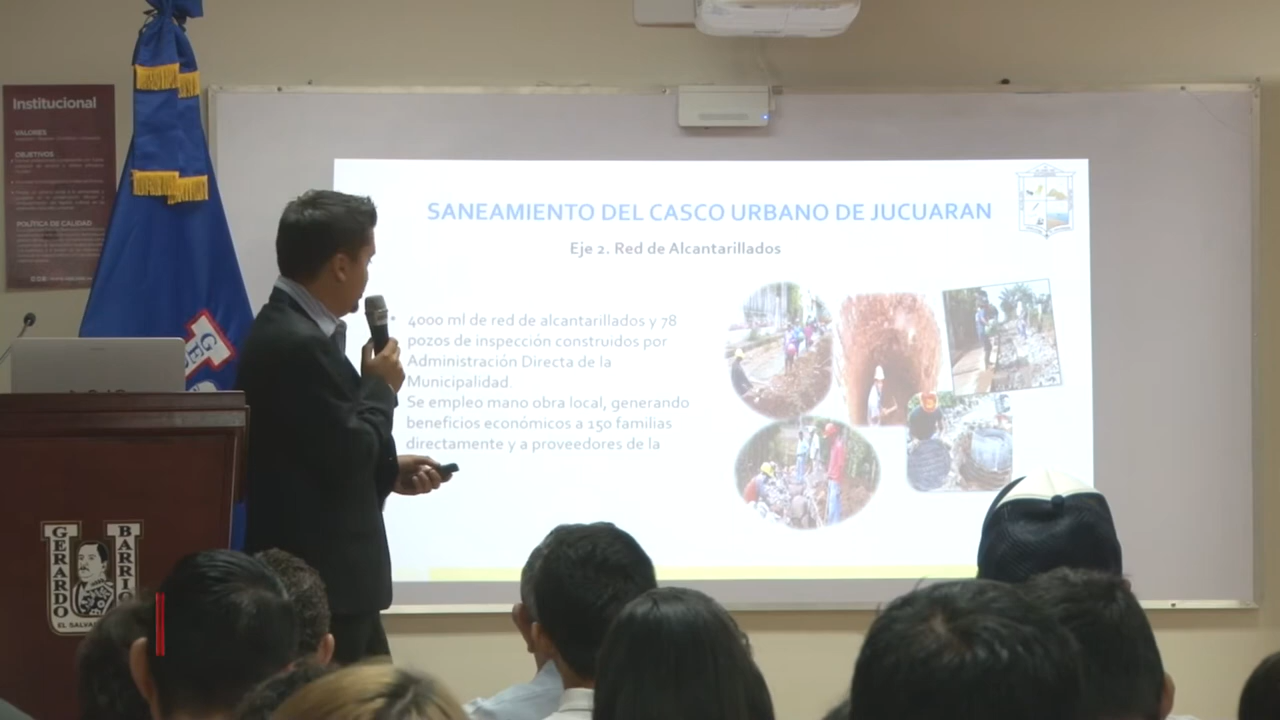 Institucional
VALORES
OBJETIVOS
POLÍTICA DE CALIDAD
SANEAMIENTO DEL CASCO URBANO DE JUCUARAN
Eje 2. Red de Alcantarillados
4000 ml de red de alcantarillados y 78
pozos de inspección construidos por
Administración Directa de la
Municipalidad.
Se empleo mano obra local, generando
beneficios económicos a 150 familias
directamente y a proveedores de la
GERARDO
BARRIO
EL SALVA